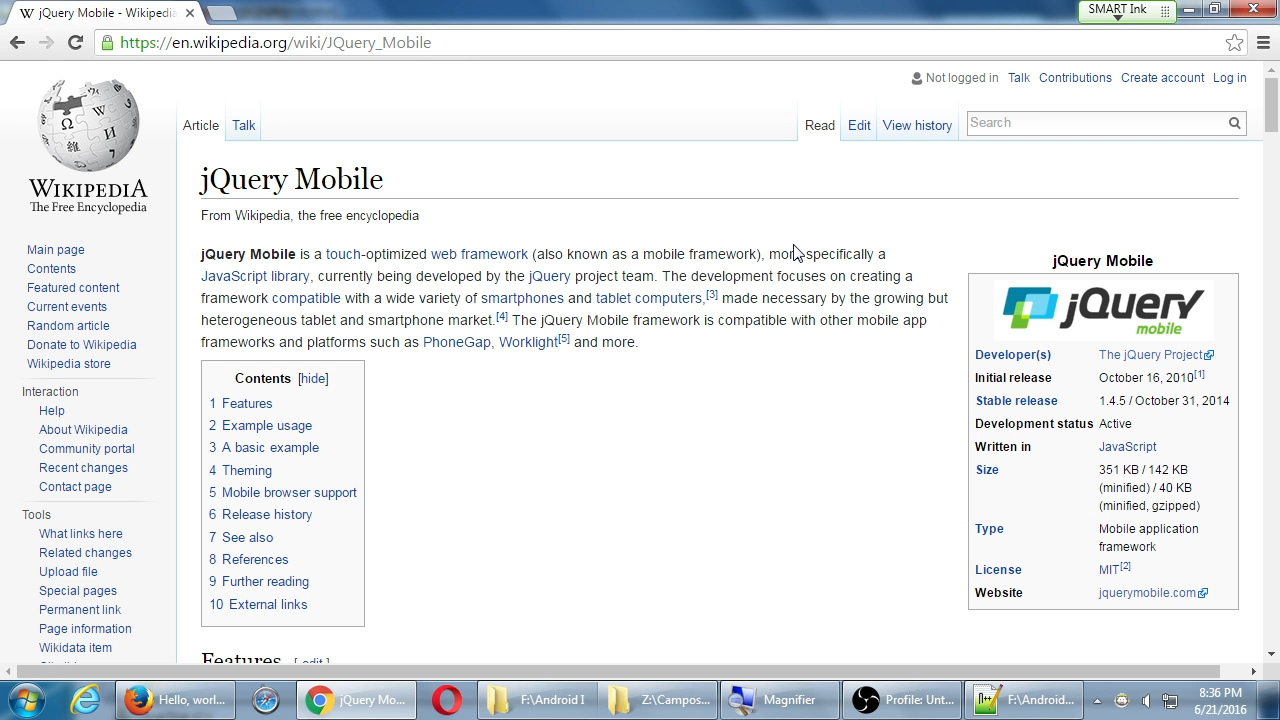 jQuery Mobile - Wikipedia
SMART Ink
https://en.wikipedia.org/wiki/JQuery_Mobile
Not logged in Talk Contributions Create account Log in
Article Talk Read Edit View history Search
WIKIPEDIA
The Free Encyclopedia
Main page
Contents
Featured content
Current events
Random article
Donate to Wikipedia
Wikipedia store
Interaction
Help
About Wikipedia
Community portal
Recent changes
Contact page
Tools
What links here
Related changes
Upload file
Special pages
Permanent link
Page information
Wikidata item
jQuery Mobile
From Wikipedia, the free encyclopedia
jQuery Mobile is a touch-optimized web framework (also known as a mobile framework), more specifically a
JavaScript library, currently being developed by the jQuery project team. The development focuses on creating a
framework compatible with a wide variety of smartphones and tablet computers,[3] made necessary by the growing but
heterogeneous tablet and smartphone market.[4] The jQuery Mobile framework is compatible with other mobile app
frameworks and platforms such as PhoneGap, Worklight[5] and more.
Contents [hide]
1 Features
2 Example usage
3 A basic example
4 Theming
5 Mobile browser support
6 Release history
7 See also
8 References
9 Further reading
10 External links
Features [ edit ]
jQuery Mobile
jQuery
mobile
Developer(s) The jQuery Project
Initial release October 16, 2010[1]
Stable release 1.4.5 / October 31, 2014
Development status Active
Written in JavaScript
Size 351 KB / 142 KB
(minified) / 40 KB
(minified, gzipped)
Type Mobile application
framework
License MIT[2]
Website jquerymobile.com
Hello, worl... jQuery Mo... F:\Android I Z:\Campos... Magnifier Profile: Unt... F:\Android...
8:36 PM
6/21/2016